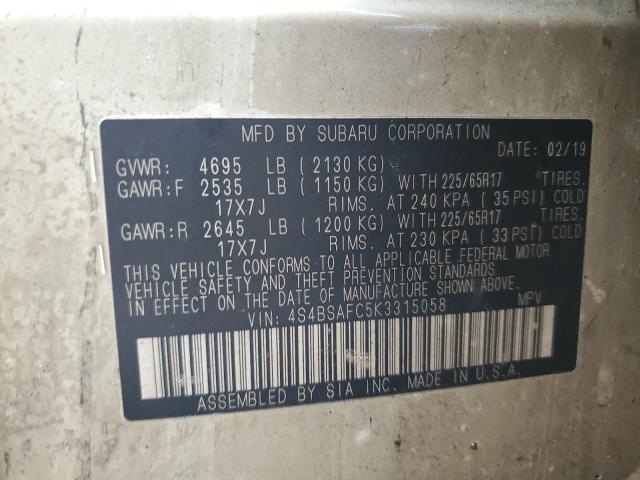 MFD BY SUBARU CORPORATION
DATE: 02/19
GVWR: 4695 LB (2130 KG)
GAWR:F 2535 LB (1150 KG) WITH 225/65R17 TIRES.
17X7J RIMS. AT 240 KPA (35 PSI) COLD
GAWR:R 2645 LB (1200 KG) WITH 225/65R17 TIRES.
17X7J RIMS. AT 230 KPA (33 PSI) COLD
THIS VEHICLE CONFORMS TO ALL APPLICABLE FEDERAL MOTOR
VEHICLE SAFETY AND THEFT PREVENTION STANDARDS
IN EFFECT ON THE DATE OF MANUFACTURE SHOWN ABOVE.
VIN: 4S4BSAFC5K3315058 MPV
ASSEMBLED BY SIA INC. MADE IN U.S.A.